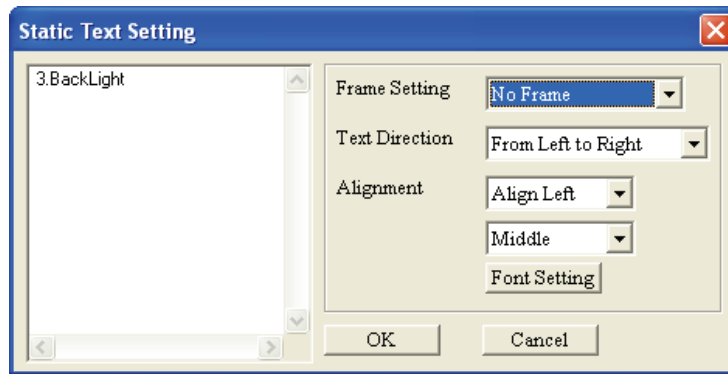 Static Text Setting
3.BackLight
Frame Setting
No Frame
Text Direction
From Left to Right
Alignment
Align Left
Middle
Font Setting
OK
Cancel